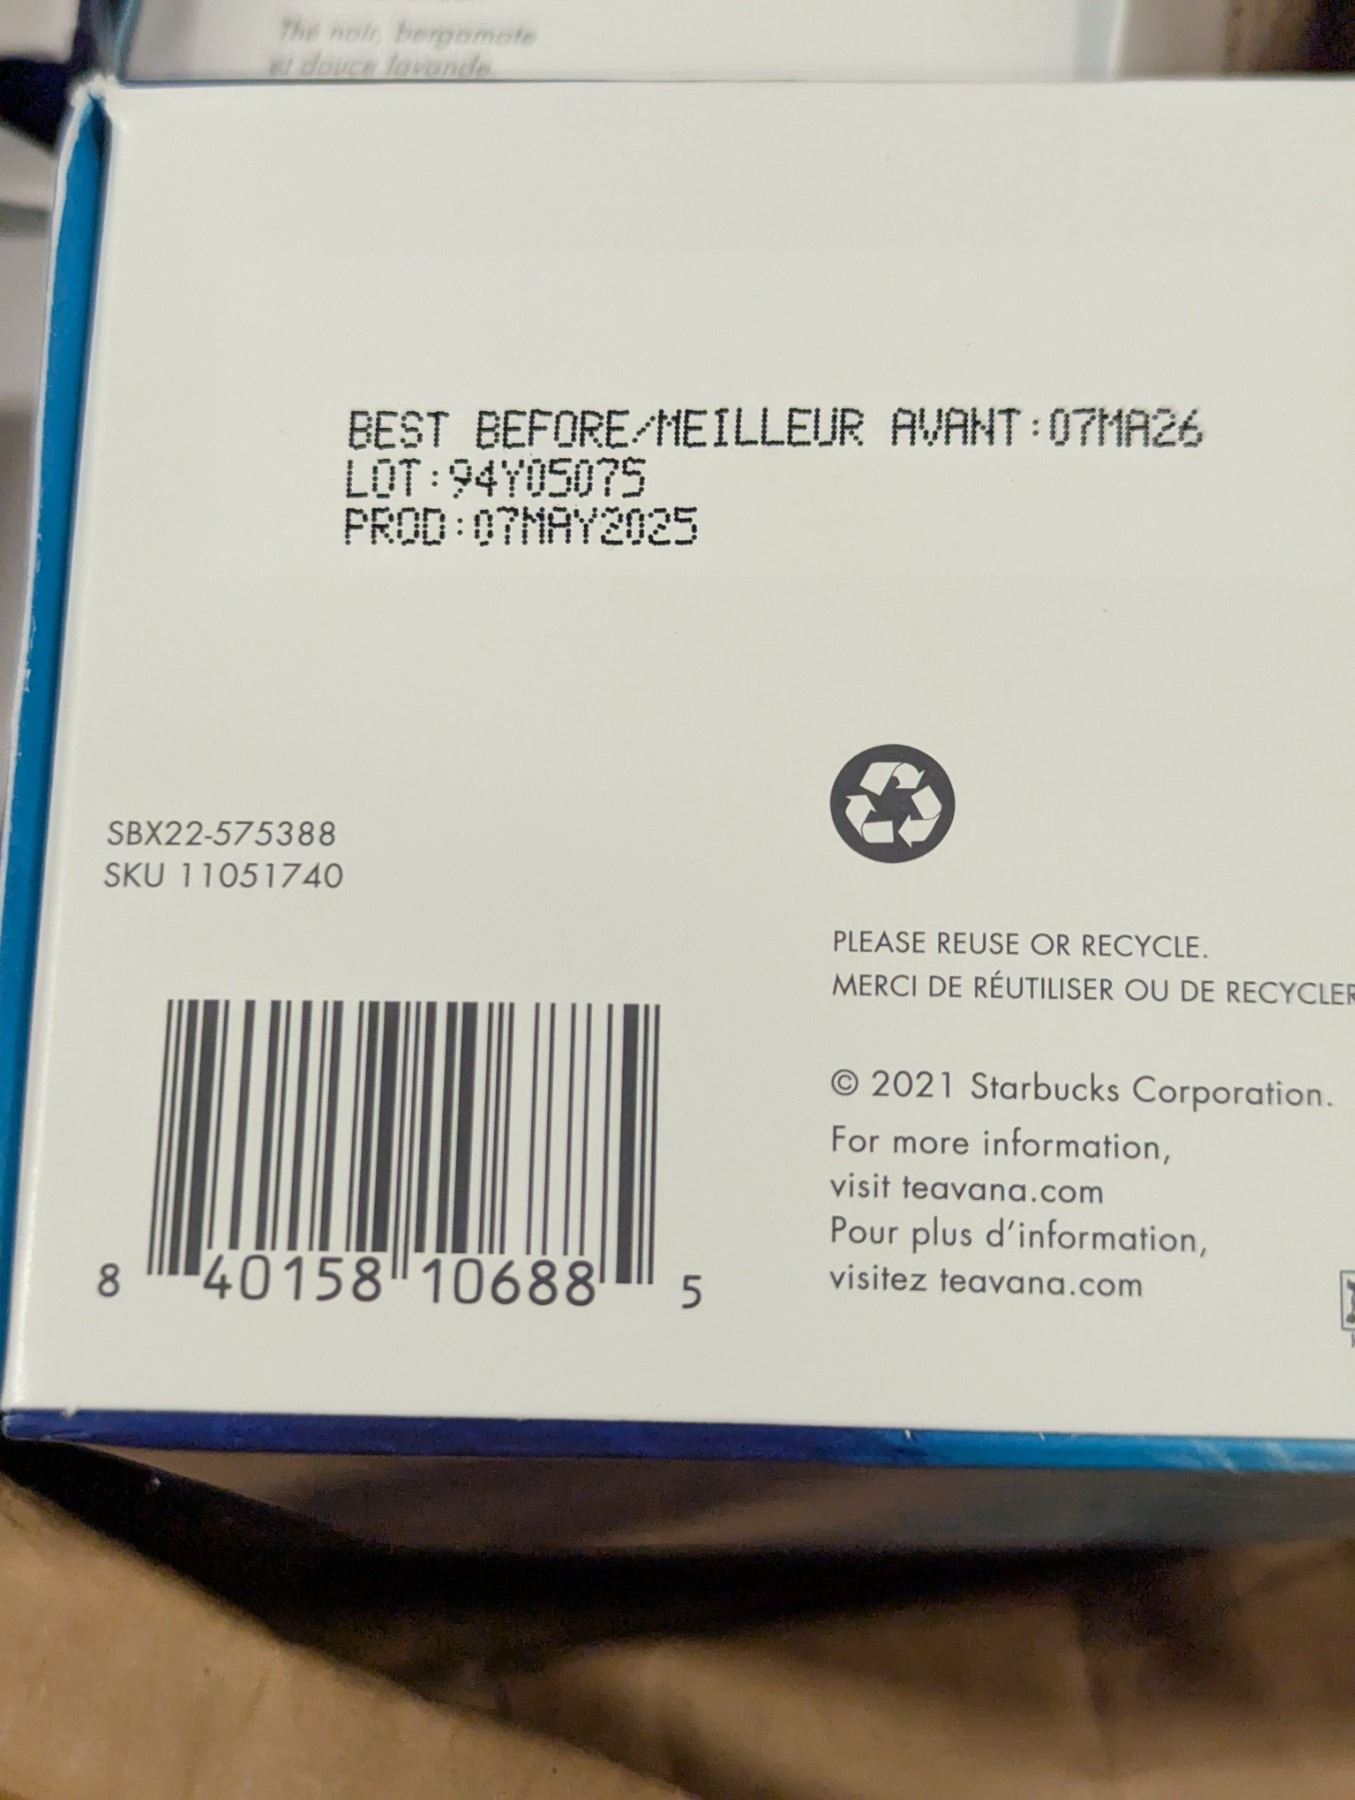 Thé noir, bergamote
et douce lavande.
BEST BEFORE/MEILLEUR AVANT:07MA26
LOT:94Y05075
PROD:07MAY2025
SBX22-575388
SKU 11051740
PLEASE REUSE OR RECYCLE.
MERCI DE RÉUTILISER OU DE RECYCLER
© 2021 Starbucks Corporation.
For more information,
visit teavana.com
Pour plus d'information,
visitez teavana.com
8 40158 10688 5